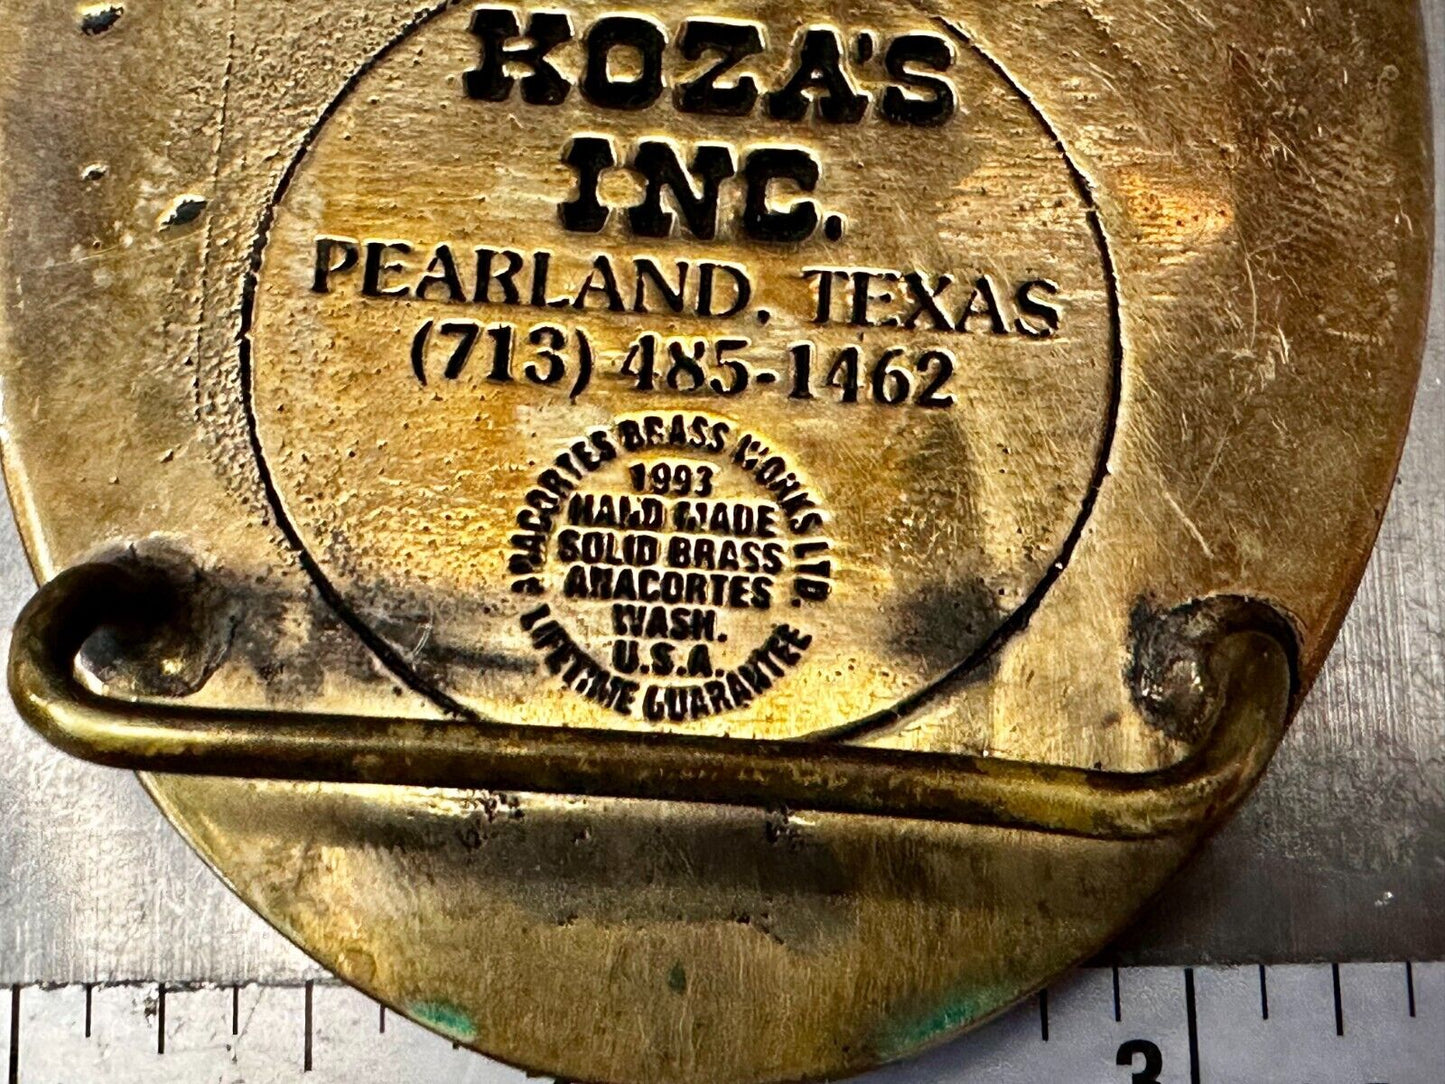 KOZA'S
INC.
PEARLAND, TEXAS
(713) 485-1462
ANACORTES BRASS WORKS LTD.
1993
HAND MADE
SOLID BRASS
ANACORTES
WASH.
U.S.A.
LIFETIME GUARANTEE
3